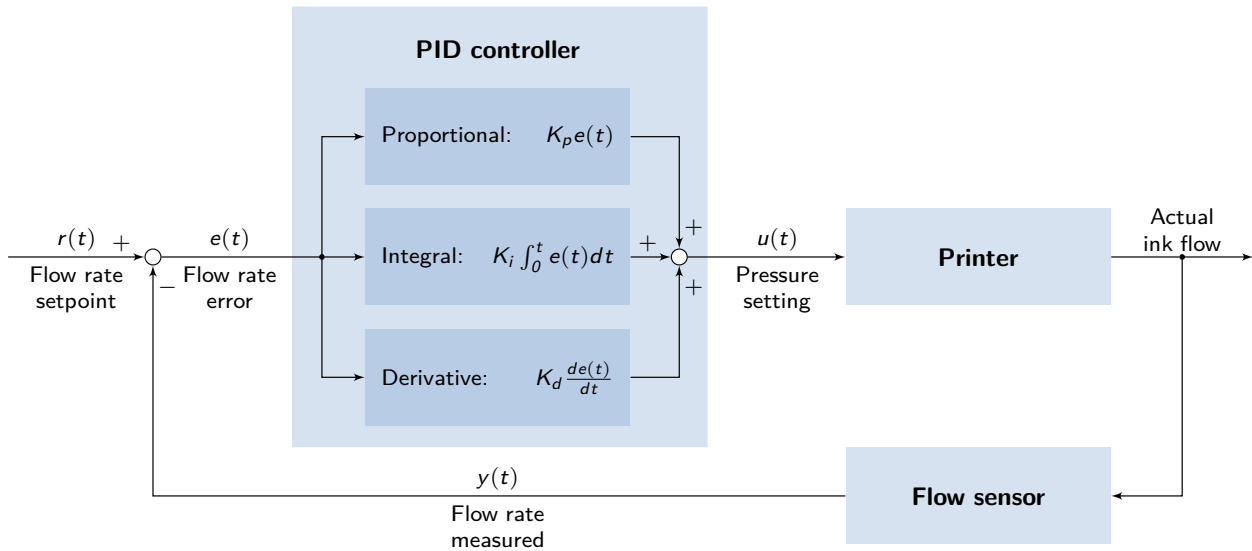 PID controller
Proportional: K_p e(t)
r(t)
+
Flow rate
setpoint
−
e(t)
Flow rate
error
Integral: K_i ∫_0^t e(t)dt
+
+
+
Derivative: K_d de(t)/dt
u(t)
Pressure
setting
Printer
Actual
ink flow
y(t)
Flow rate
measured
Flow sensor